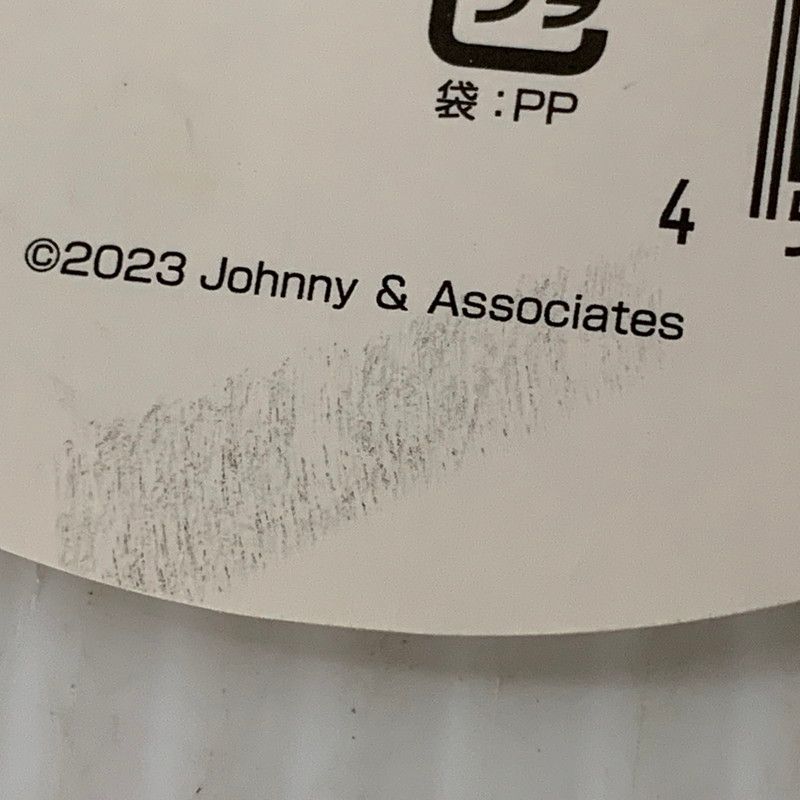 袋：PP
4
©2023 Johnny & Associates